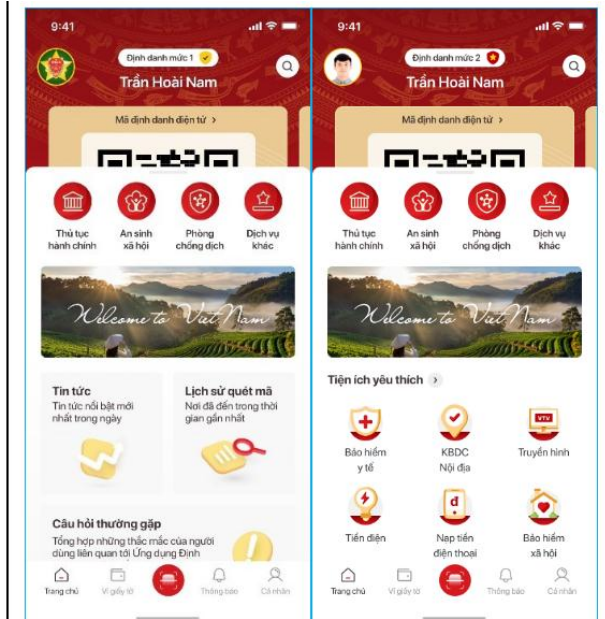 9:41
Định danh mức 1
Trần Hoài Nam
Mã định danh điện tử >
Thủ tục
hành chính
An sinh
xã hội
Phòng
chống dịch
Dịch vụ
khác
Welcome to Viet Nam
Tin tức
Tin tức nổi bật mới
nhất trong ngày
Lịch sử quét mã
Nơi đã đến trong thời
gian gần nhất
Câu hỏi thường gặp
Tổng hợp những thắc mắc của người
dùng liên quan tới Ứng dụng Định
Trang chủ
Ví giấy tờ
Thông báo
Cá nhân
9:41
Định danh mức 2
Trần Hoài Nam
Mã định danh điện tử >
Thủ tục
hành chính
An sinh
xã hội
Phòng
chống dịch
Dịch vụ
khác
Welcome to Viet Nam
Tiện ích yêu thích >
Bảo hiểm
y tế
KBDC
Nội địa
VTV
Truyền hình
Tiền điện
đ
Nạp tiền
điện thoại
Bảo hiểm
xã hội
Trang chủ
Ví giấy tờ
Thông báo
Cá nhân